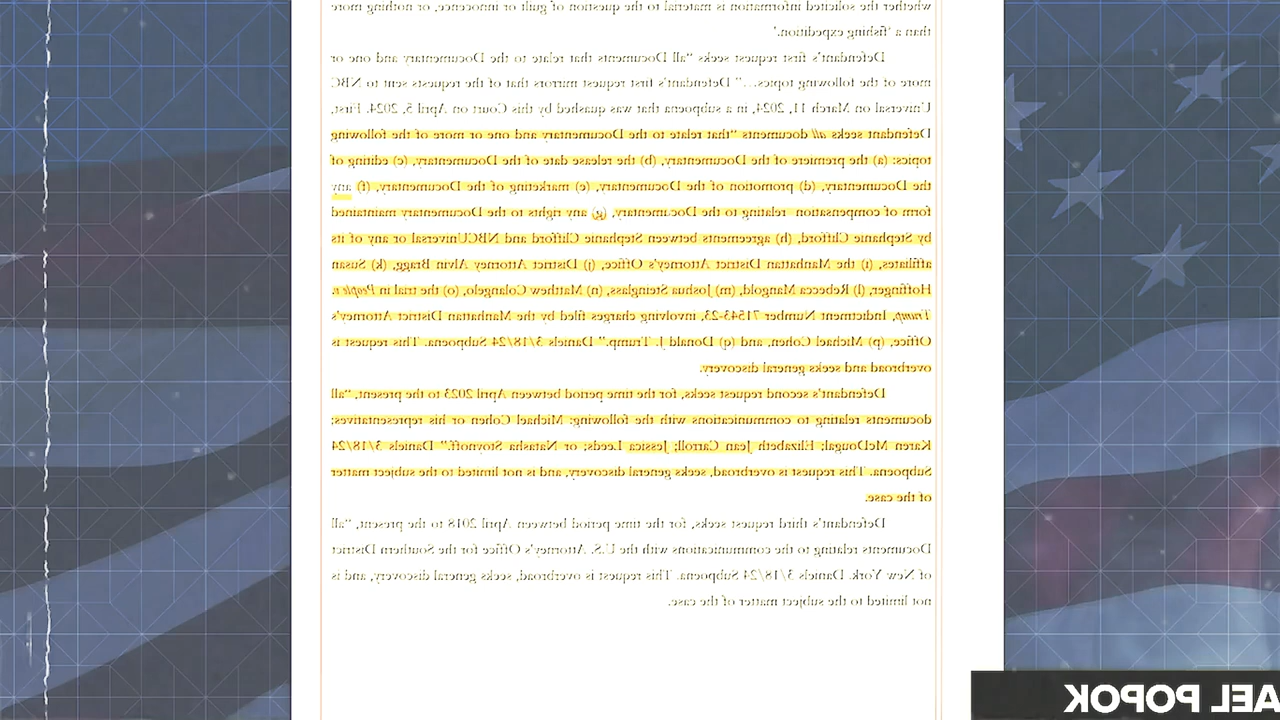 whether the solicited information is material to the question of guilt or innocence, or nothing more
than a 'fishing expedition.'
Defendant's first request seeks "all Documents that relate to the Documentary and one or
more of the following topics…" Defendant's first request mirrors that of the requests sent to NBC
Universal on March 11, 2024, in a subpoena that was quashed by this Court on April 5, 2024. First,
Defendant seeks all documents "that relate to the Documentary and one or more of the following
topics: (a) the premiere of the Documentary, (b) the release date of the Documentary, (c) editing of
the Documentary, (d) promotion of the Documentary, (e) marketing of the Documentary, (f) any
form of compensation relating to the Documentary, (g) any rights to the Documentary maintained
by Stephanie Clifford, (h) agreements between Stephanie Clifford and NBCUniversal or any of its
affiliates, (i) the Manhattan District Attorney's Office, (j) District Attorney Alvin Bragg, (k) Susan
Hoffinger, (l) Rebecca Mangold, (m) Joshua Steinglass, (n) Matthew Colangelo, (o) the trial in People v.
Trump, Indictment Number 71543-23, involving charges filed by the Manhattan District Attorney's
Office, (p) Michael Cohen, and (q) Donald J. Trump." Daniels 3/18/24 Subpoena. This request is
overbroad and seeks general discovery.
Defendant's second request seeks, for the time period between April 2023 to the present, "all
documents relating to communications with the following: Michael Cohen or his representatives;
Karen McDougal; Elizabeth Jean Carroll; Jessica Leeds; or Natasha Stoynoff." Daniels 3/18/24
Subpoena. This request is overbroad, seeks general discovery, and is not limited to the subject matter
of the case.
Defendant's third request seeks, for the time period between April 2018 to the present, "all
Documents relating to the communications with the U.S. Attorney's Office for the Southern District
of New York. Daniels 3/18/24 Subpoena. This request is overbroad, seeks general discovery, and is
not limited to the subject matter of the case.
AEL POPOK